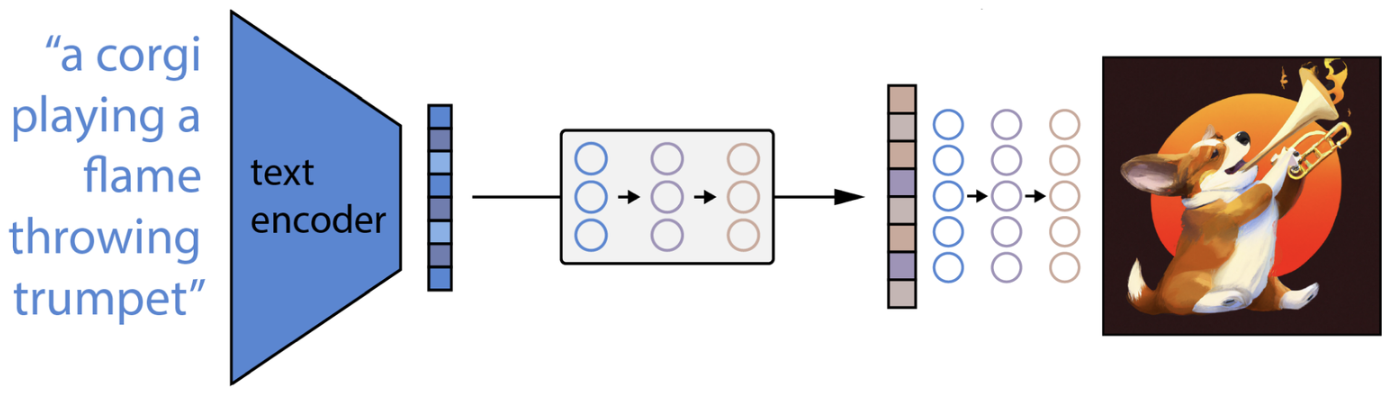 “a corgi
playing a
flame
throwing
trumpet”
text
encoder